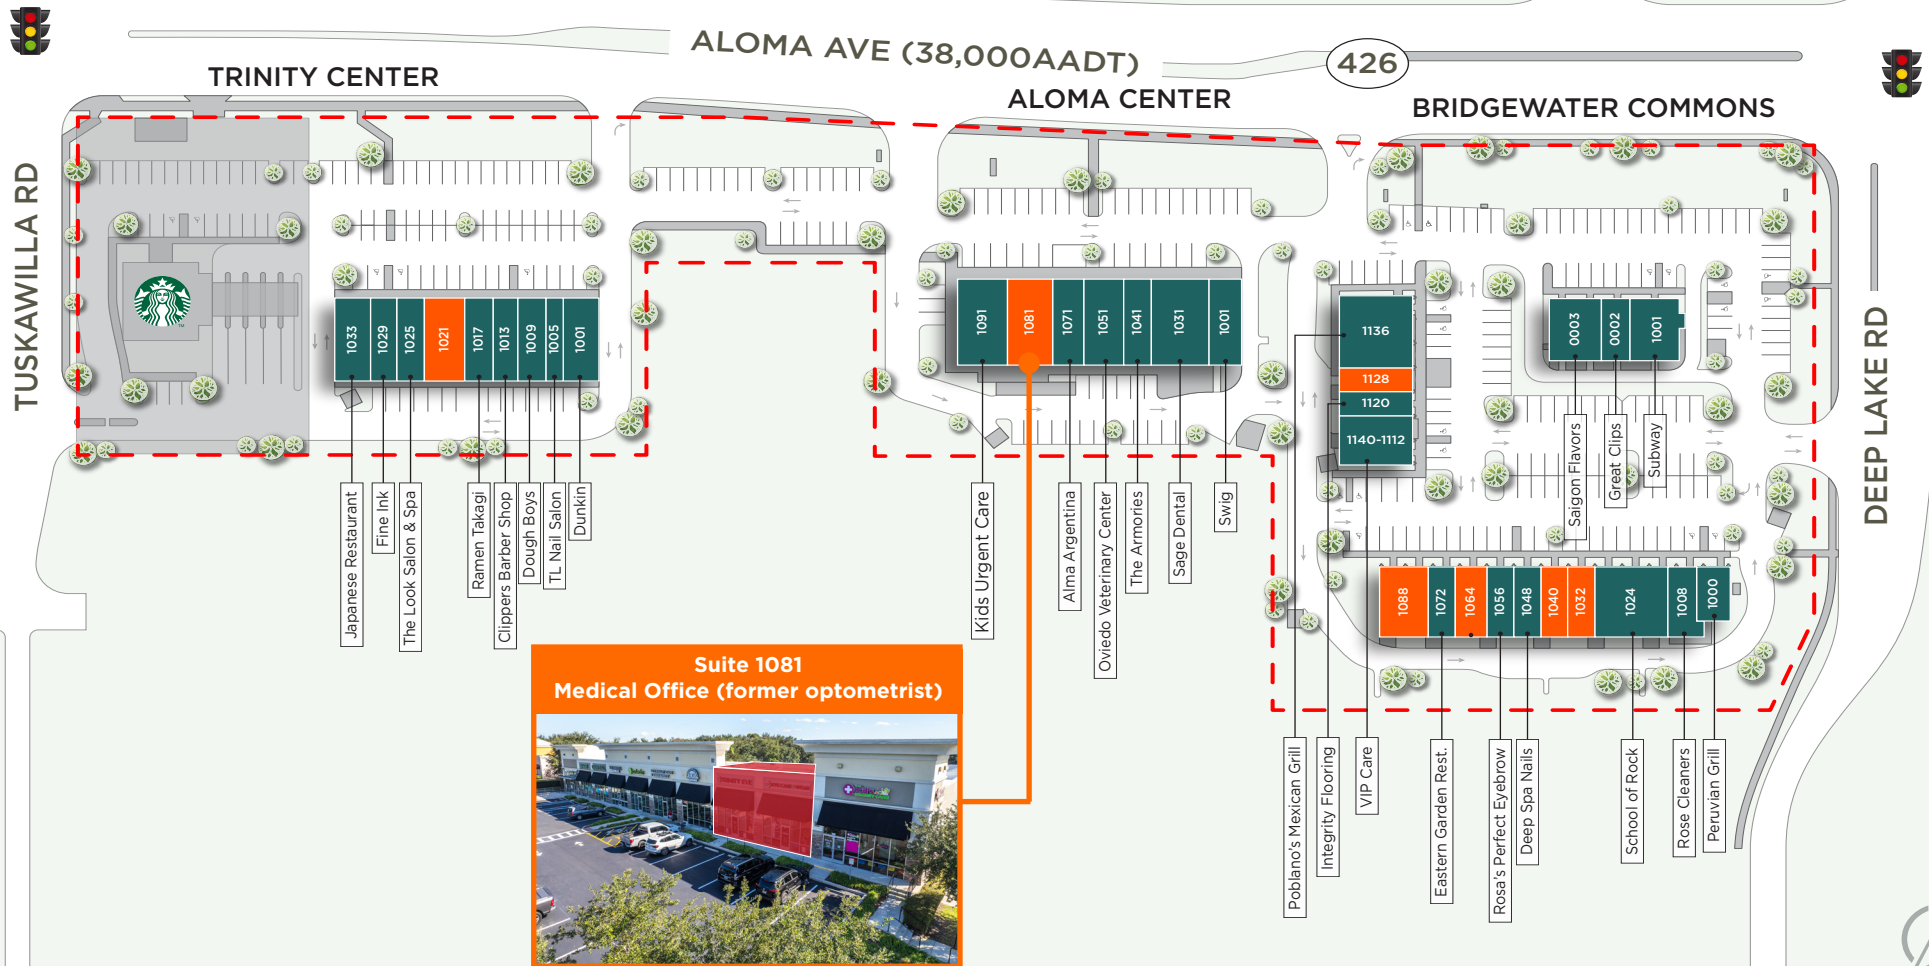 ALOMA AVE (38,000AADT)
426
TRINITY CENTER
ALOMA CENTER
BRIDGEWATER COMMONS
TUSKAWILLA RD
DEEP LAKE RD
1033
1029
1025
1021
1017
1013
1009
1005
1001
Japanese Restaurant
Fine Ink
The Look Salon & Spa
Ramen Takagi
Clippers Barber Shop
Dough Boys
TL Nail Salon
Dunkin
1091
1081
1071
1051
1041
1031
1001
Kids Urgent Care
Alma Argentina
Oviedo Veterinary Center
The Armories
Sage Dental
Swig
1136
1128
1120
1140-1112
0003
0002
1001
Saigon Flavors
Great Clips
Subway
1088
1072
1064
1056
1048
1040
1032
1024
1008
1000
Poblano's Mexican Grill
Integrity Flooring
VIP Care
Eastern Garden Rest.
Rosa's Perfect Eyebrow
Deep Spa Nails
School of Rock
Rose Cleaners
Peruvian Grill
Suite 1081
Medical Office (former optometrist)